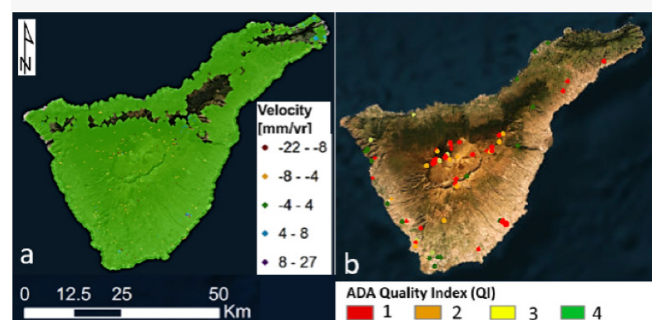 N
Velocity
[mm/yr]
-22 - -8
-8 - -4
-4 - 4
4 - 8
8 - 27
a
0 12.5 25 50
Km
b
ADA Quality Index (QI)
1 2 3 4